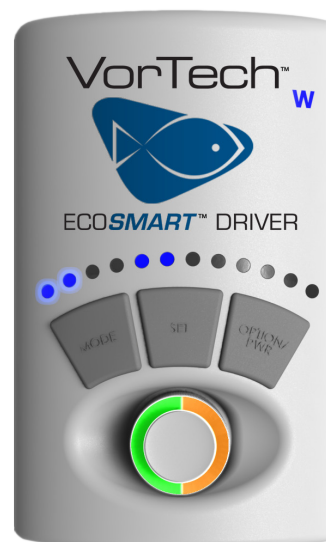 VorTech™
W
ECOSMART™ DRIVER
MODE
SET
OPTION/
PWR